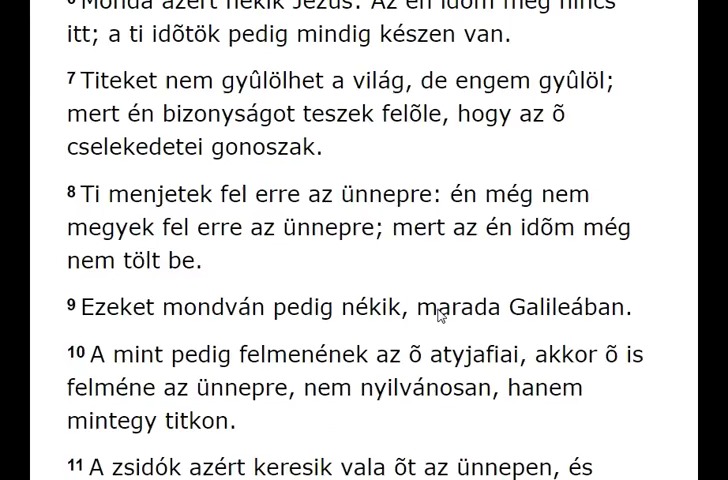 6 Monda azért nékik Jézus: Az én idõm még nincs
itt; a ti idõtök pedig mindig készen van.
7 Titeket nem gyûlölhet a világ, de engem gyûlöl;
mert én bizonyságot teszek felõle, hogy az õ
cselekedetei gonoszak.
8 Ti menjetek fel erre az ünnepre: én még nem
megyek fel erre az ünnepre; mert az én idõm még
nem tölt be.
9 Ezeket mondván pedig nékik, marada Galileában.
10 A mint pedig felmenének az õ atyjafiai, akkor õ is
felméne az ünnepre, nem nyilvánosan, hanem
mintegy titkon.
11 A zsidók azért keresik vala õt az ünnepen, és